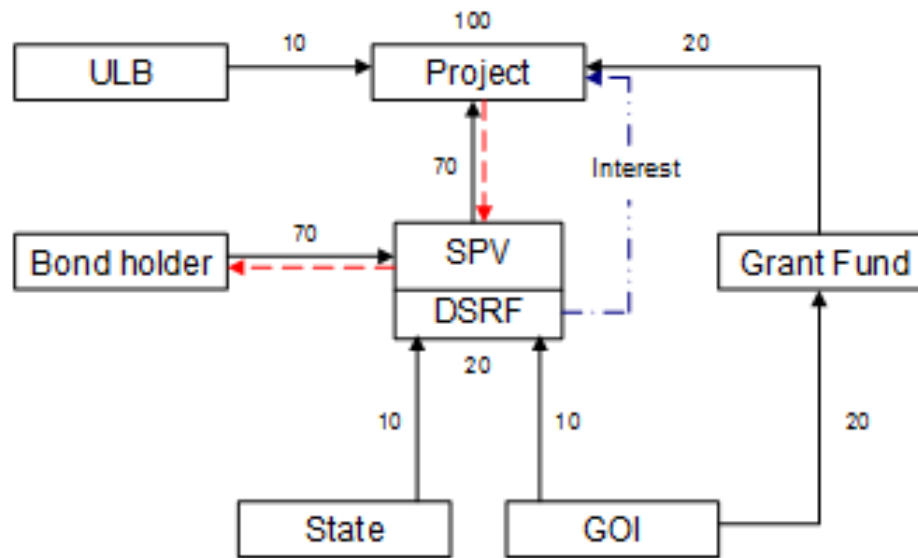 100
10
20
ULB
Project
70
Interest
70
Bond holder
SPV
Grant Fund
DSRF
20
10
10
20
State
GOI